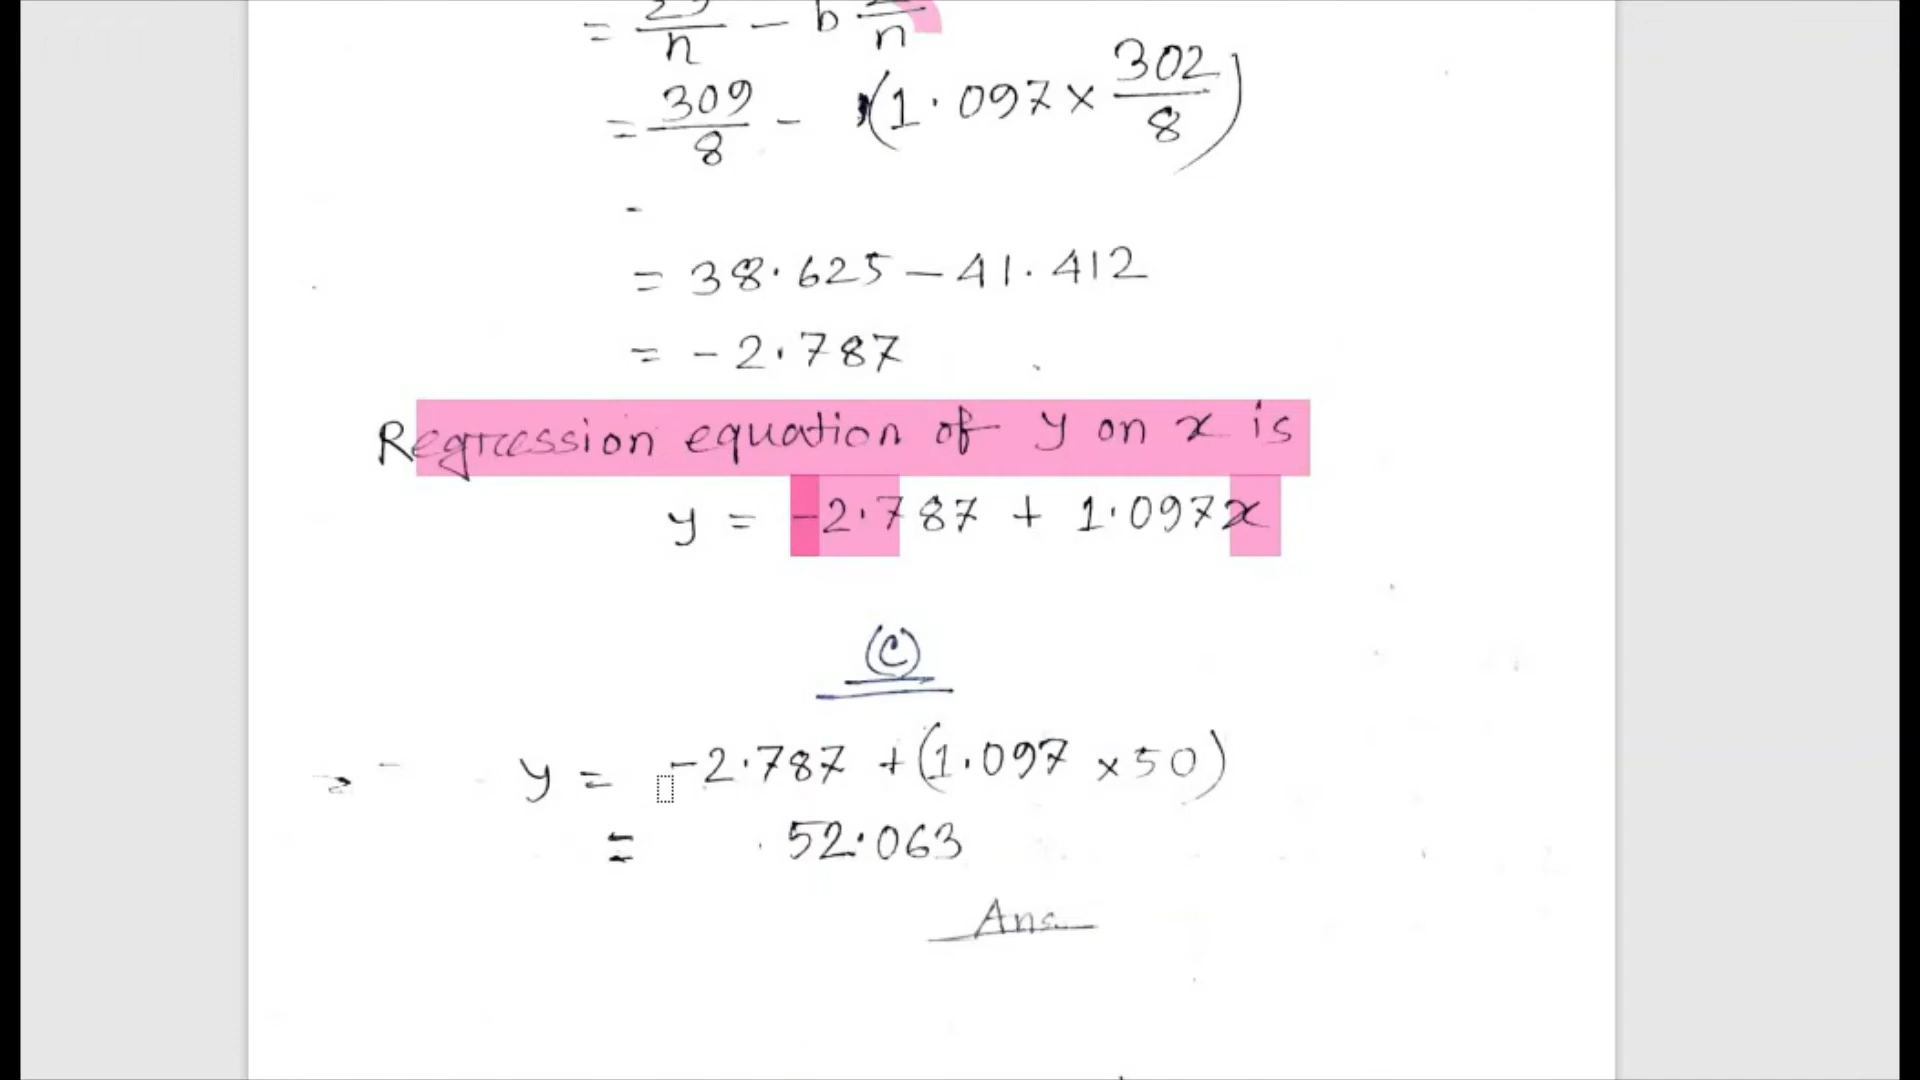 = Σy/n - b /n
= 309/8 - (1.097 × 302/8)
= 38.625 - 41.412
= -2.787
Regression equation of y on x is
y = -2.787 + 1.097x
(C)
y = -2.787 + (1.097 × 50)
= 52.063
Ans.